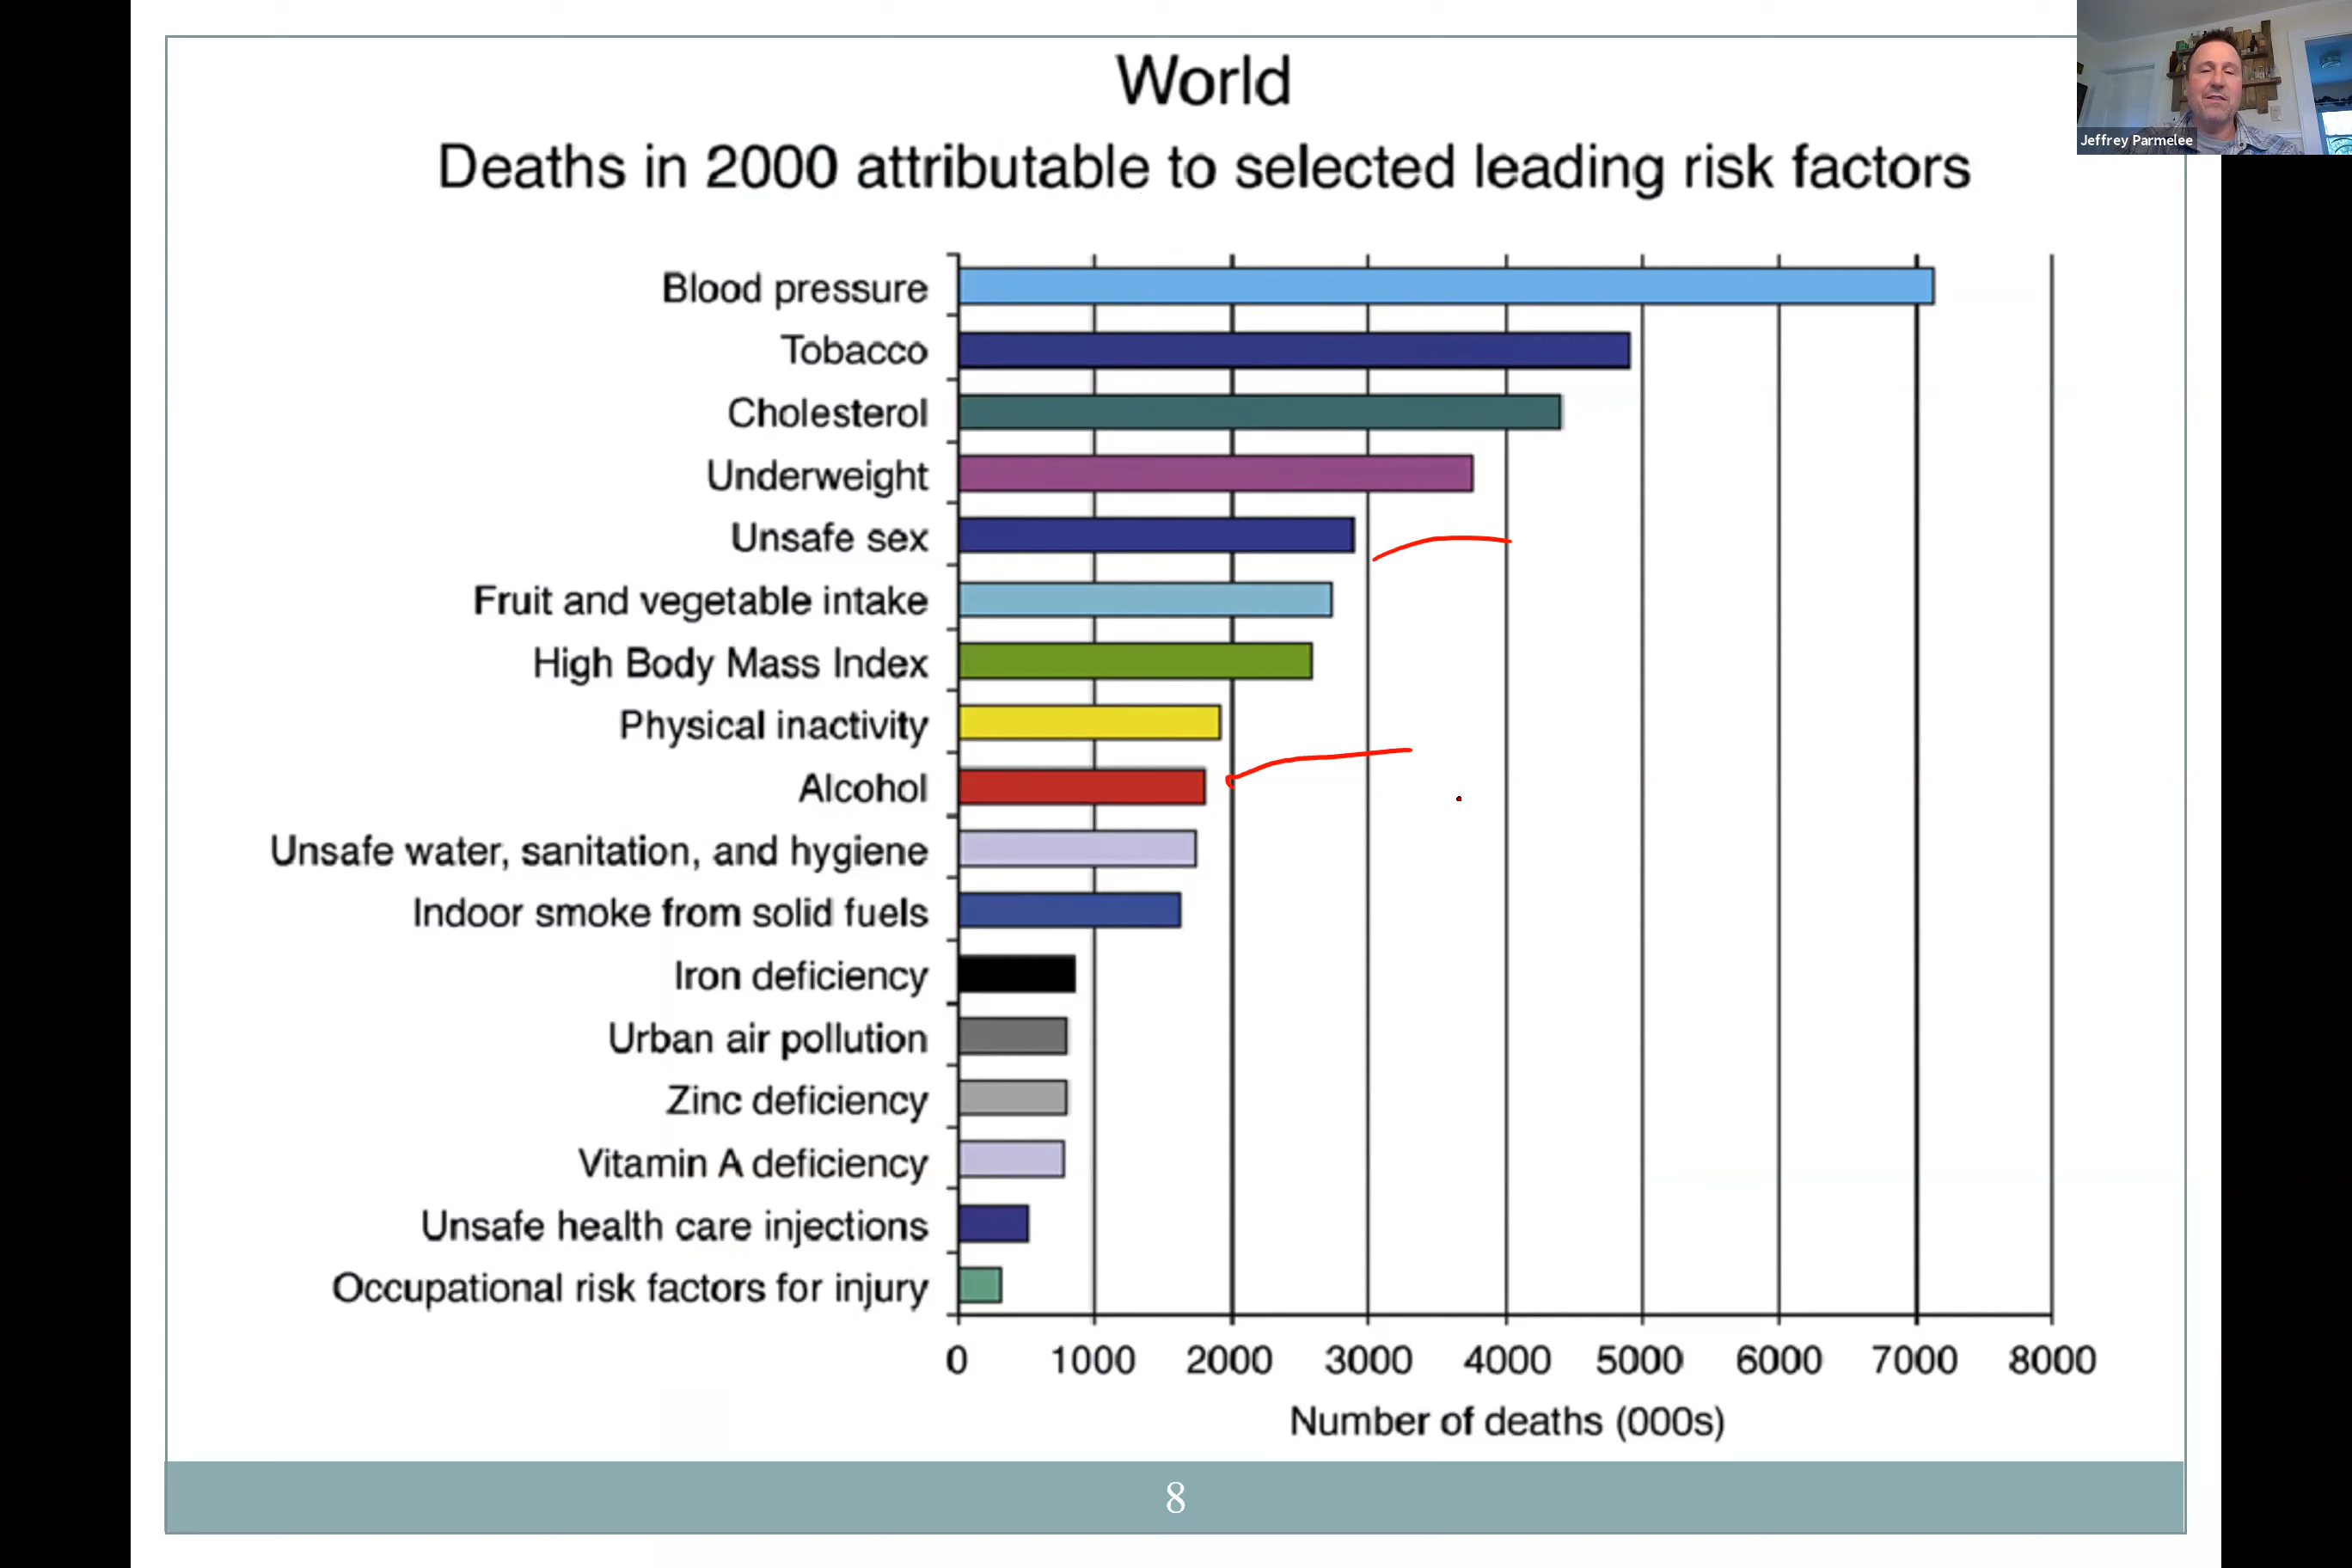 World
Deaths in 2000 attributable to selected leading risk factors
Jeffrey Parmelee
Blood pressure
Tobacco
Cholesterol
Underweight
Unsafe sex
Fruit and vegetable intake
High Body Mass Index
Physical inactivity
Alcohol
Unsafe water, sanitation, and hygiene
Indoor smoke from solid fuels
Iron deficiency
Urban air pollution
Zinc deficiency
Vitamin A deficiency
Unsafe health care injections
Occupational risk factors for injury
0 1000 2000 3000 4000 5000 6000 7000 8000
Number of deaths (000s)
8